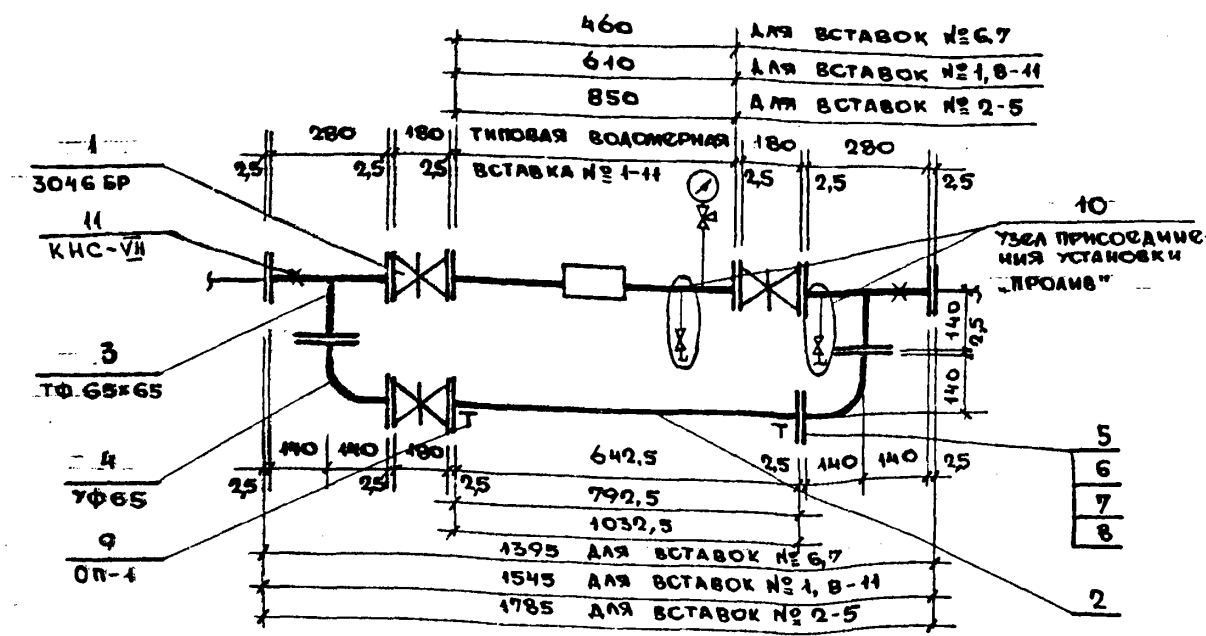 460 ДЛЯ ВСТАВОК № 6,7
610 ДЛЯ ВСТАВОК № 1, 8-11
850 ДЛЯ ВСТАВОК № 2-5
280 180 ТИПОВАЯ ВОДОМЕРНАЯ 180 280
2,5 2,5 2,5 ВСТАВКА № 1-11 2,5 2,5 2,5
1
3046 БР
11
КНС-VII
10
УЗЕЛ ПРИСОЕДИНЕ-
НИЯ УСТАНОВКИ
"ПРОЛИВ"
140
2,5
140
3
ТФ 65×65
Т
Т
4
УФ65
140 140 180 642,5 2,5 140 140
2,5 2,5 2,5 2,5
792,5
1032,5
5
6
7
8
9
ОП-1
1395 ДЛЯ ВСТАВОК № 6,7
1545 ДЛЯ ВСТАВОК № 1, 8-11
1785 ДЛЯ ВСТАВОК № 2-5
2